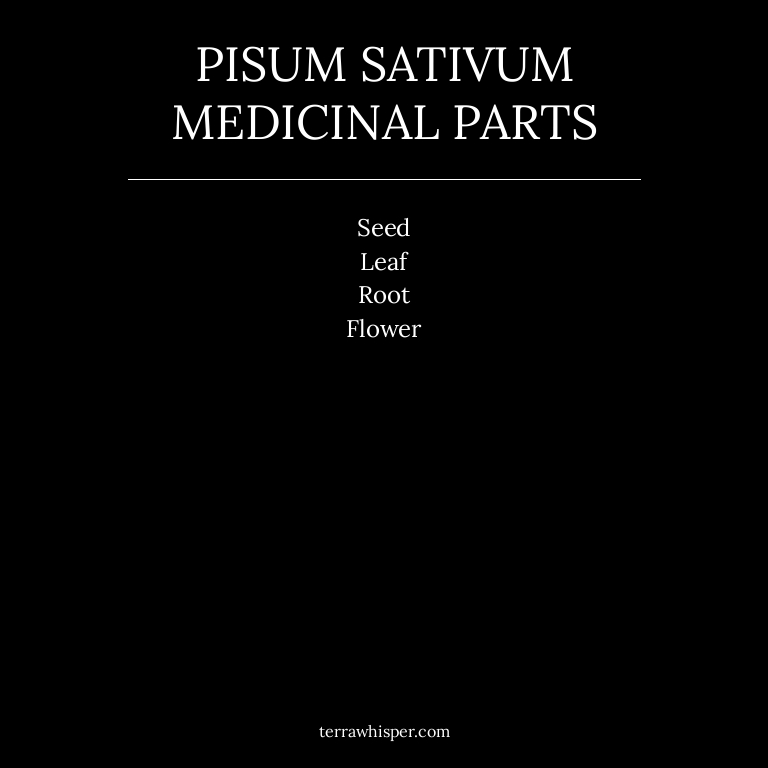 PISUM SATIVUM
MEDICINAL PARTS
Seed
Leaf
Root
Flower
terrawhisper.com